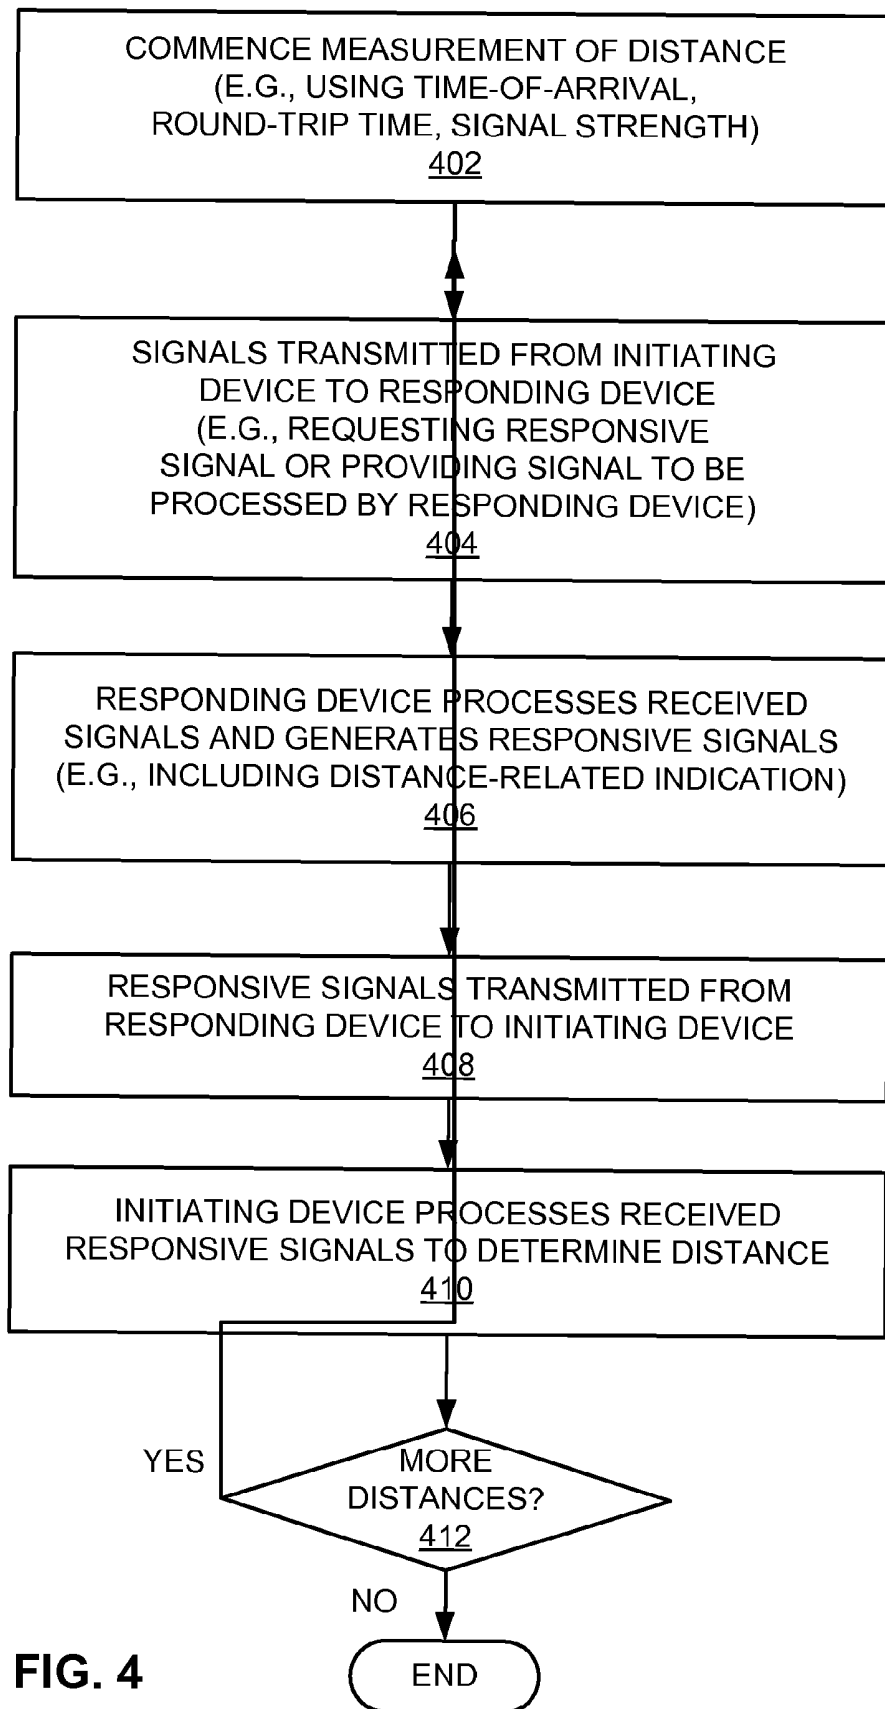 COMMENCE MEASUREMENT OF DISTANCE
(E.G., USING TIME-OF-ARRIVAL,
ROUND-TRIP TIME, SIGNAL STRENGTH)
402
SIGNALS TRANSMITTED FROM INITIATING
DEVICE TO RESPONDING DEVICE
(E.G., REQUESTING RESPONSIVE
SIGNAL OR PROVIDING SIGNAL TO BE
PROCESSED BY RESPONDING DEVICE)
404
RESPONDING DEVICE PROCESSES RECEIVED
SIGNALS AND GENERATES RESPONSIVE SIGNALS
(E.G., INCLUDING DISTANCE-RELATED INDICATION)
406
RESPONSIVE SIGNALS TRANSMITTED FROM
RESPONDING DEVICE TO INITIATING DEVICE
408
INITIATING DEVICE PROCESSES RECEIVED
RESPONSIVE SIGNALS TO DETERMINE DISTANCE
410
YES
MORE
DISTANCES?
412
NO
END
FIG. 4